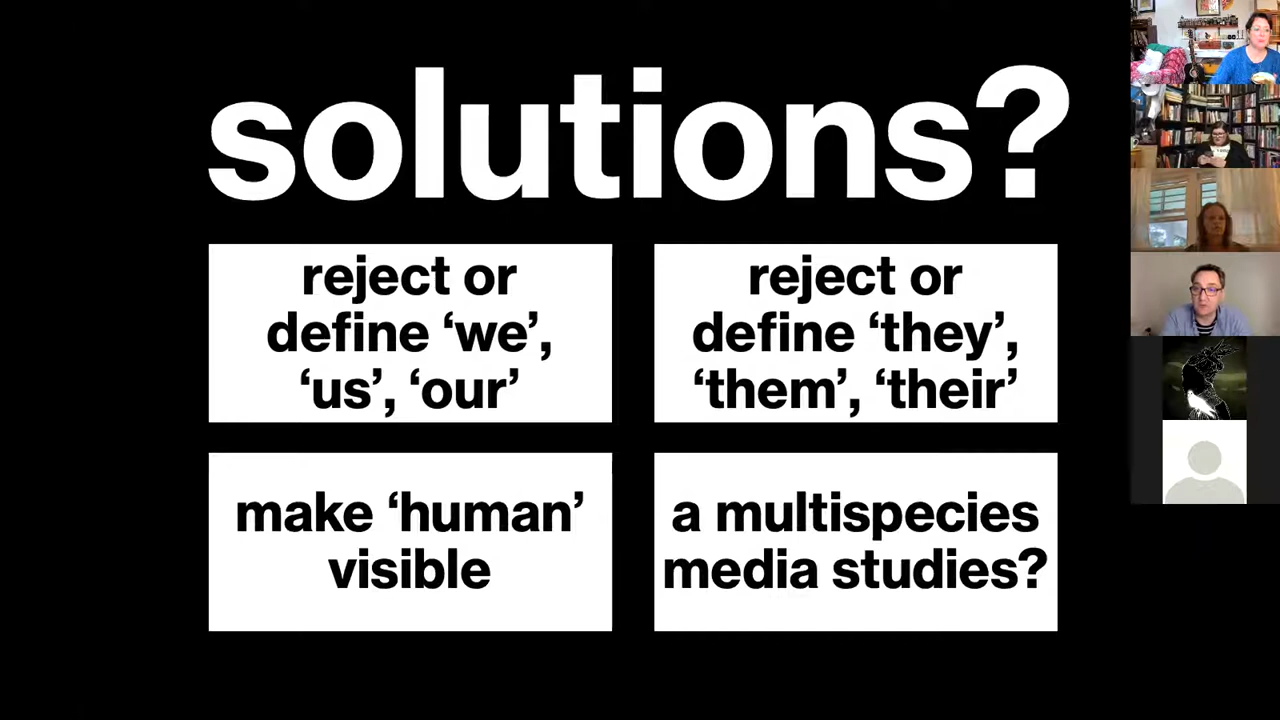 solutions?
reject or
define ‘we’,
‘us’, ‘our’
reject or
define ‘they’,
‘them’, ‘their’
make ‘human’
visible
a multispecies
media studies?